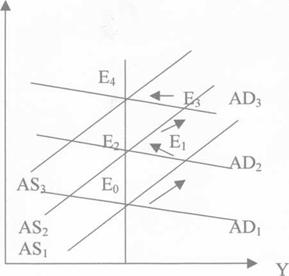 E₄
E₃ AD₃
E₂ E₁
AD₂
AS₃ E₀
AS₂ AD₁
AS₁
Y